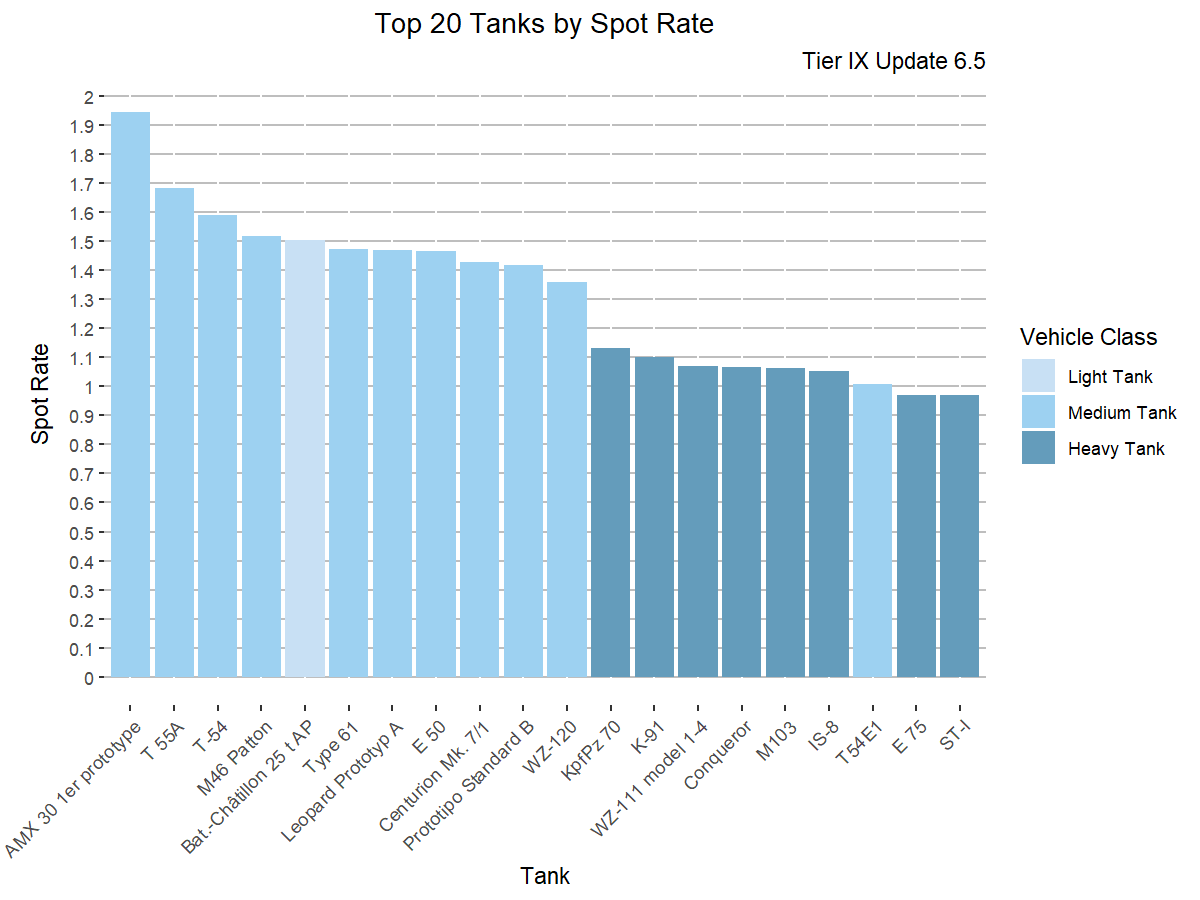 Top 20 Tanks by Spot Rate
Tier IX Update 6.5
2
1.9
1.8
1.7
1.6
1.5
1.4
1.3
1.2
1.1
1
0.9
0.8
0.7
0.6
0.5
0.4
0.3
0.2
0.1
0
Spot Rate
AMX 30 1er prototype
T 55A
T-54
M46 Patton
Bat.-Châtillon 25 t AP
Type 61
Leopard Prototyp A
E 50
Centurion Mk. 7/1
Prototipo Standard B
WZ-120
KpfPz 70
K-91
WZ-111 model 1-4
Conqueror
M103
IS-8
T54E1
E 75
ST-I
Tank
Vehicle Class
Light Tank
Medium Tank
Heavy Tank